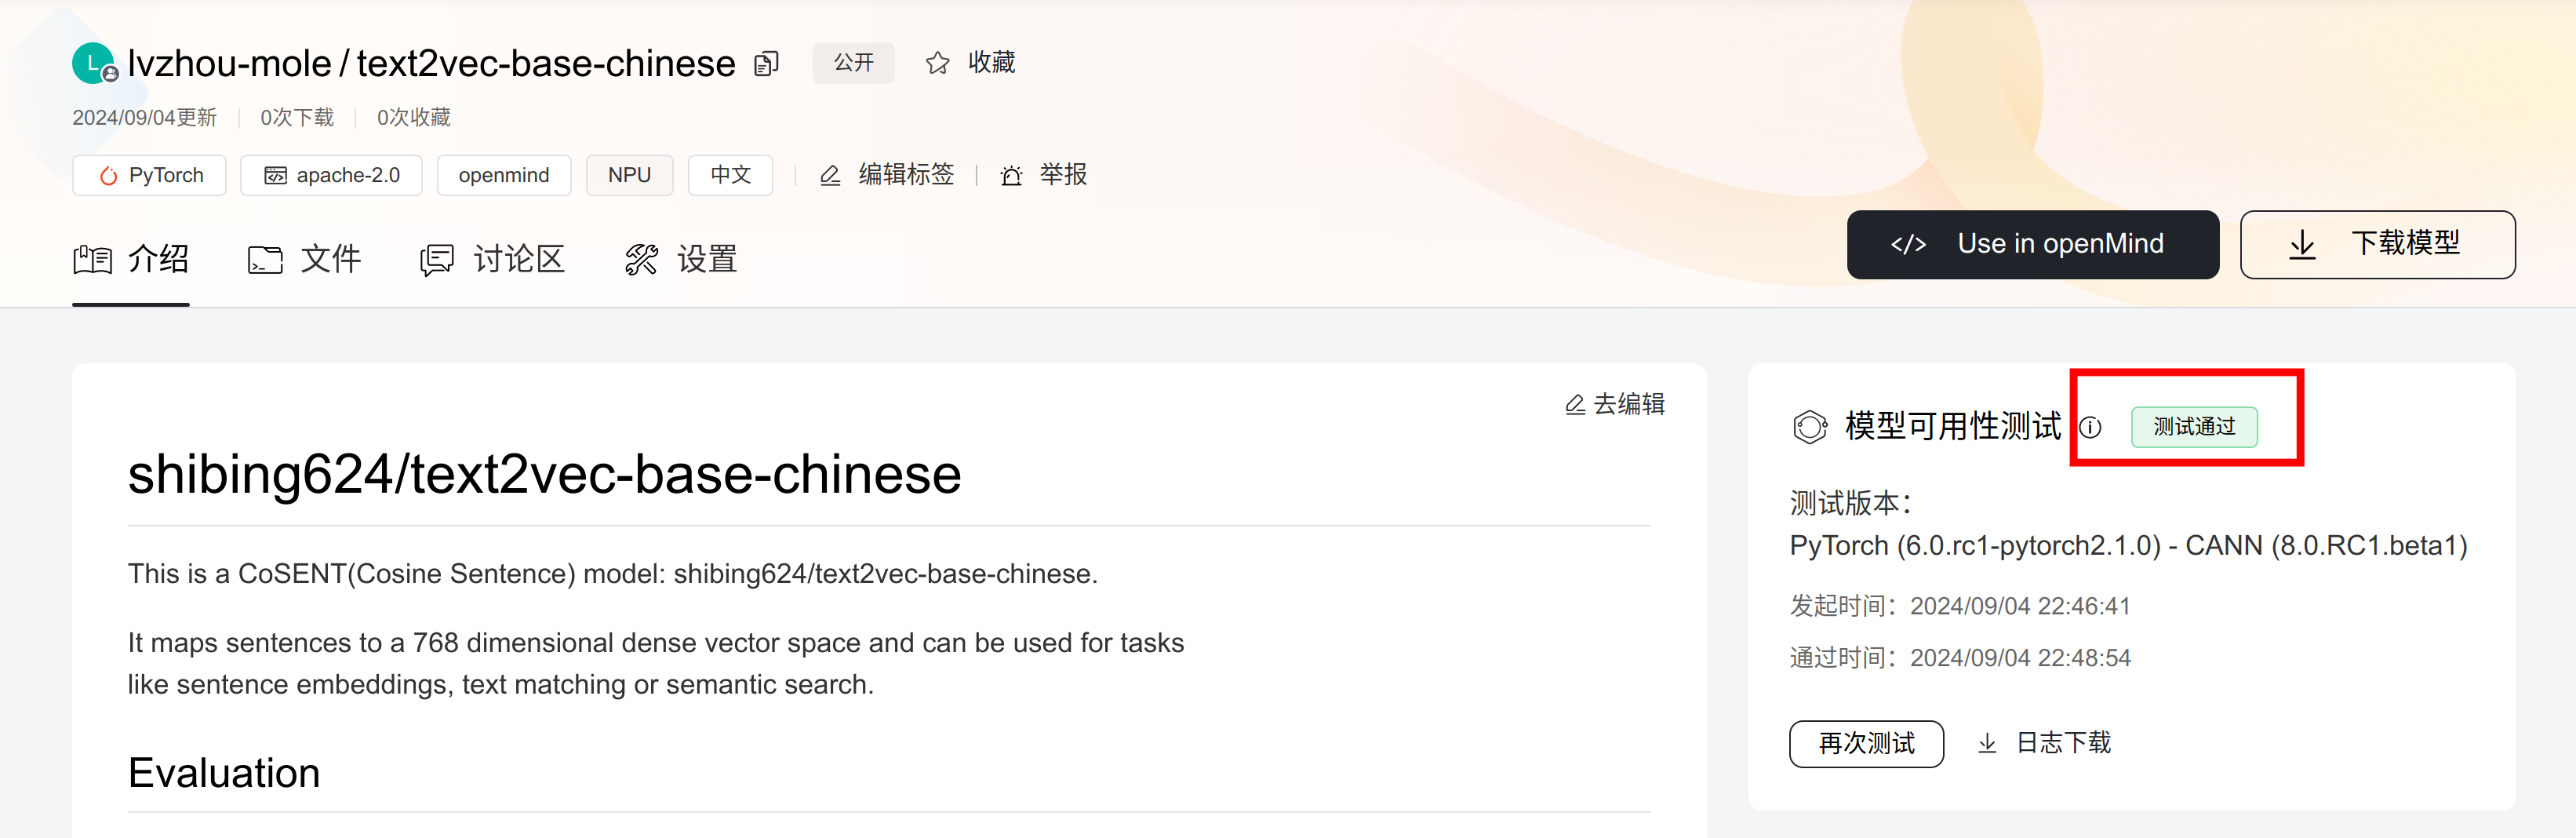 L lvzhou-mole / text2vec-base-chinese 公开 收藏
2024/09/04更新 0次下载 0次收藏
PyTorch apache-2.0 openmind NPU 中文 编辑标签 举报
介绍 文件 讨论区 设置
</> Use in openMind 下载模型
去编辑
shibing624/text2vec-base-chinese
This is a CoSENT(Cosine Sentence) model: shibing624/text2vec-base-chinese.
It maps sentences to a 768 dimensional dense vector space and can be used for tasks
like sentence embeddings, text matching or semantic search.
Evaluation
模型可用性测试 测试通过
测试版本：
PyTorch (6.0.rc1-pytorch2.1.0) - CANN (8.0.RC1.beta1)
发起时间：2024/09/04 22:46:41
通过时间：2024/09/04 22:48:54
再次测试 日志下载